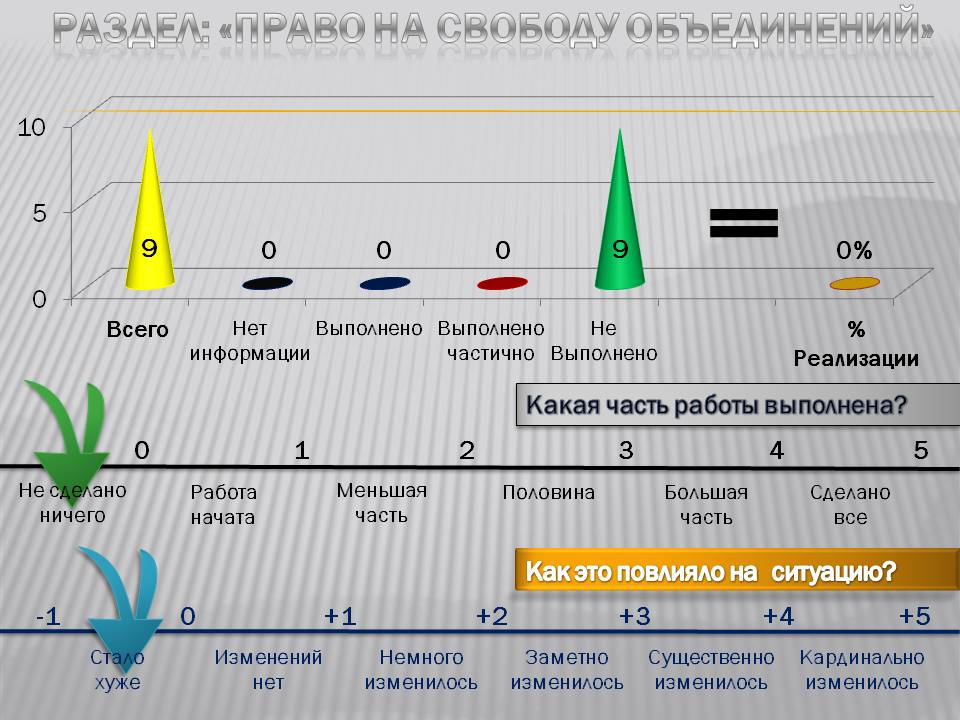 РАЗДЕЛ: «ПРАВО НА СВОБОДУ ОБЪЕДИНЕНИЙ»
10
5
0
9
0
0
0
9
0%
Всего
Нет
информации
Выполнено
Выполнено
частично
Не
Выполнено
%
Реализации
Какая часть работы выполнена?
0 1 2 3 4 5
Не сделано
ничего
Работа
начата
Меньшая
часть
Половина
Большая
часть
Сделано
все
Как это повлияло на ситуацию?
-1 0 +1 +2 +3 +4 +5
Стало
хуже
Изменений
нет
Немного
изменилось
Заметно
изменилось
Существенно
изменилось
Кардинально
изменилось